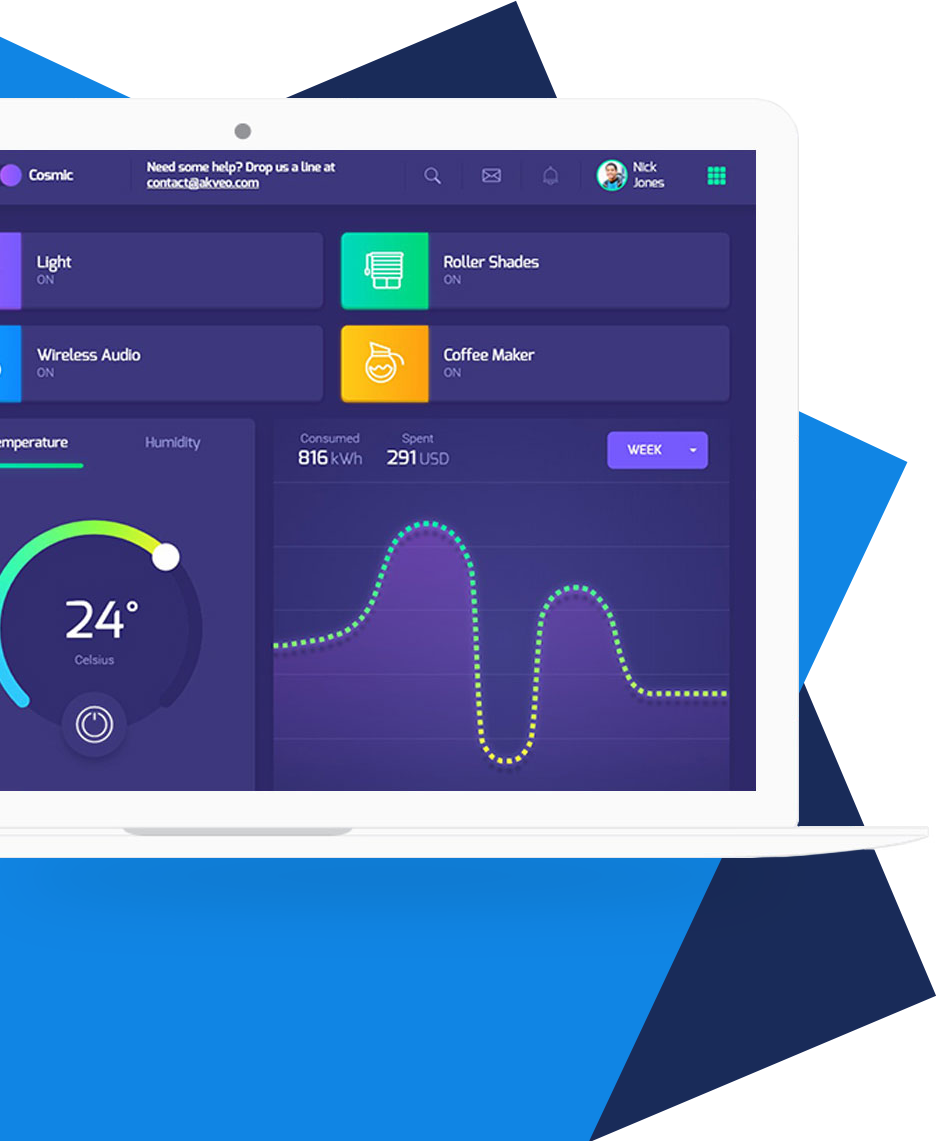 Cosmic
Need some help? Drop us a line at
contact@akveo.com
Nick
Jones
Light
ON
Roller Shades
ON
Wireless Audio
ON
Coffee Maker
ON
emperature
Humidity
Consumed
816 kWh
Spent
291 USD
WEEK
24°
Celsius